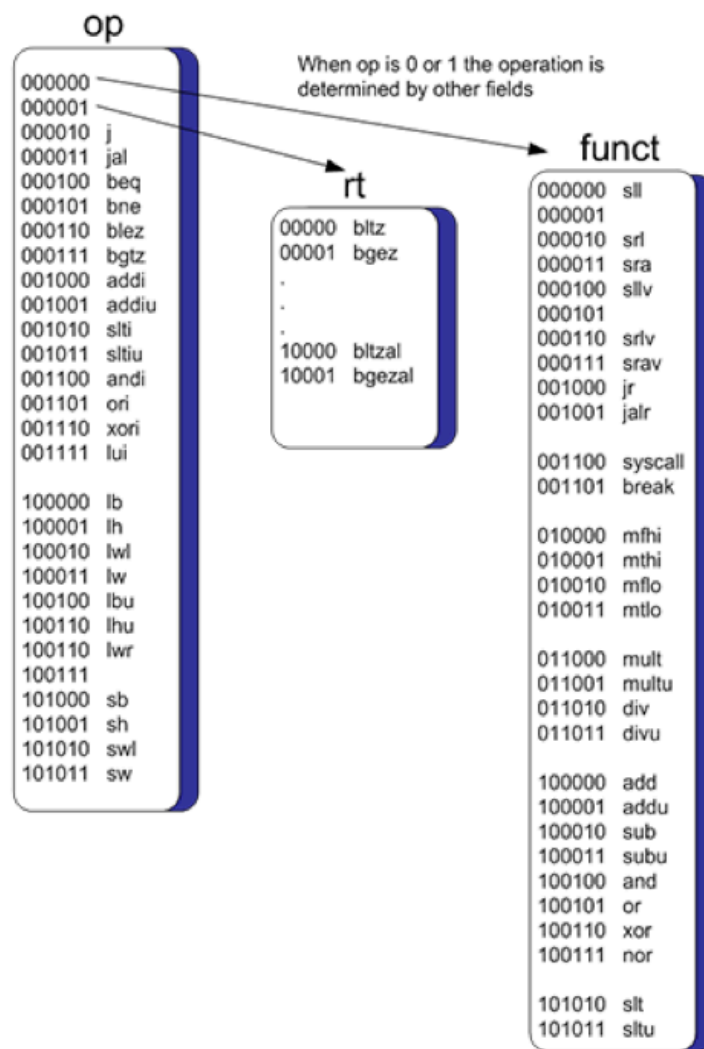 op
000000
000001
000010 j
000011 jal
000100 beq
000101 bne
000110 blez
000111 bgtz
001000 addi
001001 addiu
001010 slti
001011 sltiu
001100 andi
001101 ori
001110 xori
001111 lui
100000 lb
100001 lh
100010 lwl
100011 lw
100100 lbu
100110 lhu
100110 lwr
100111
101000 sb
101001 sh
101010 swl
101011 sw
When op is 0 or 1 the operation is
determined by other fields
rt
00000 bltz
00001 bgez
.
.
.
10000 bltzal
10001 bgezal
funct
000000 sll
000001
000010 srl
000011 sra
000100 sllv
000101
000110 srlv
000111 srav
001000 jr
001001 jalr
001100 syscall
001101 break
010000 mfhi
010001 mthi
010010 mflo
010011 mtlo
011000 mult
011001 multu
011010 div
011011 divu
100000 add
100001 addu
100010 sub
100011 subu
100100 and
100101 or
100110 xor
100111 nor
101010 slt
101011 sltu